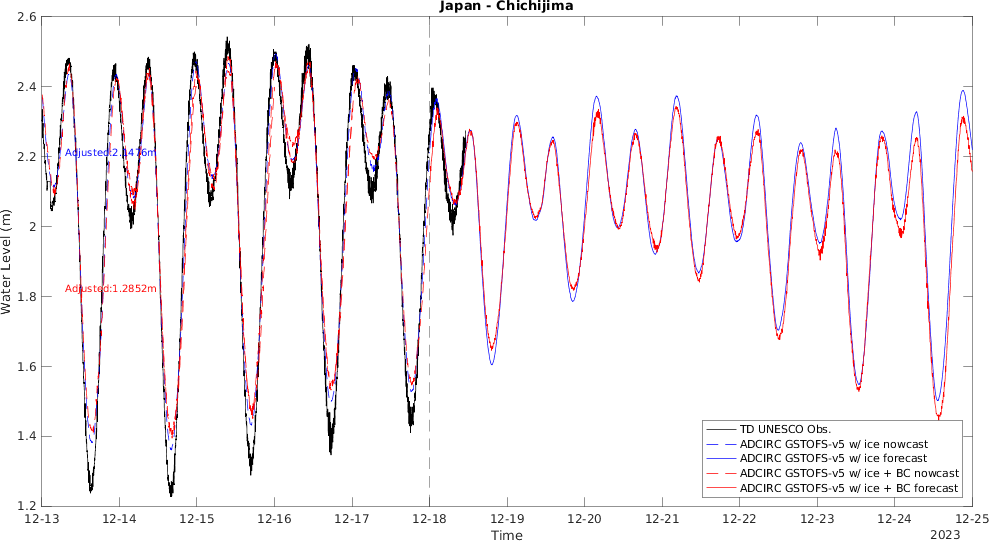 Japan - Chichijima
2.6
2.4
2.2
2
1.8
1.6
1.4
1.2
Water Level (m)
Adjusted:1.2852m
TD UNESCO Obs.
ADCIRC GSTOFS-v5 w/ ice nowcast
ADCIRC GSTOFS-v5 w/ ice forecast
ADCIRC GSTOFS-v5 w/ ice + BC nowcast
ADCIRC GSTOFS-v5 w/ ice + BC forecast
12-13 12-14 12-15 12-16 12-17 12-18 12-19 12-20 12-21 12-22 12-23 12-24 12-25
Time
2023